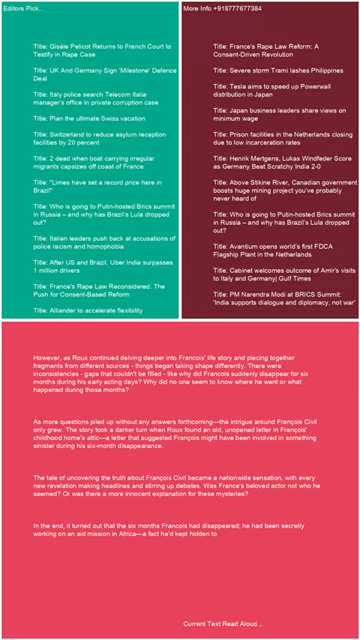 Editors Pick...
Title: Gisèle Pelicot Returns to French Court to
Testify in Rape Case
Title: UK And Germany Sign 'Milestone' Defence
Deal
Title: Italy police search Telecom Italia
manager's office in private corruption case
Title: Plan the ultimate Swiss vacation
Title: Switzerland to reduce asylum reception
facilities by 20 percent
Title: 2 dead when boat carrying irregular
migrants capsizes off coast of France
Title: "Limes have set a record price here in
Brazil"
Title: Who is going to Putin-hosted Brics summit
in Russia – and why has Brazil's Lula dropped
out?
Title: Italian leaders push back at accusations of
police racism and homophobia
Title: After US and Brazil, Uber India surpasses
1 million drivers
Title: France's Rape Law Reconsidered: The
Push for Consent-Based Reform
Title: Alliander to accelerate flexibility
More Info +918777677384
Title: France's Rape Law Reform: A
Consent-Driven Revolution
Title: Severe storm Trami lashes Philippines
Title: Tesla aims to speed up Powerwall
distribution in Japan
Title: Japan business leaders share views on
minimum wage
Title: Prison facilities in the Netherlands closing
due to low incarceration rates
Title: Henrik Mertgens, Lukas Windfeder Score
as Germany Beat Scratchy India 2-0
Title: Above Stikine River, Canadian government
boosts huge mining project you've probably
never heard of
Title: Who is going to Putin-hosted Brics summit
in Russia – and why has Brazil's Lula dropped
out?
Title: Avantium opens world's first FDCA
Flagship Plant in the Netherlands
Title: Cabinet welcomes outcome of Amir's visits
to Italy and Germany| Gulf Times
Title: PM Narendra Modi at BRICS Summit:
'India supports dialogue and diplomacy, not war'
However, as Roux continued delving deeper into Francois' life story and piecing together
fragments from different sources - things began taking shape differently. There were
inconsistencies - gaps that couldn't be filled - like why did Francois suddenly disappear for six
months during his early acting days? Why did no one seem to know where he went or what
happened during those months?
As more questions piled up without any answers forthcoming—the intrigue around François Civil
only grew. The story took a darker turn when Roux found an old, unopened letter in François'
childhood home's attic—a letter that suggested François might have been involved in something
sinister during his six-month disappearance.
The tale of uncovering the truth about François Civil became a nationwide sensation, with every
new revelation making headlines and stirring up debates. Was France's beloved actor not who he
seemed? Or was there a more innocent explanation for these mysteries?
In the end, it turned out that the six months Francois had disappeared; he had been secretly
working on an aid mission in Africa—a fact he'd kept hidden to
Current Text Read Aloud...